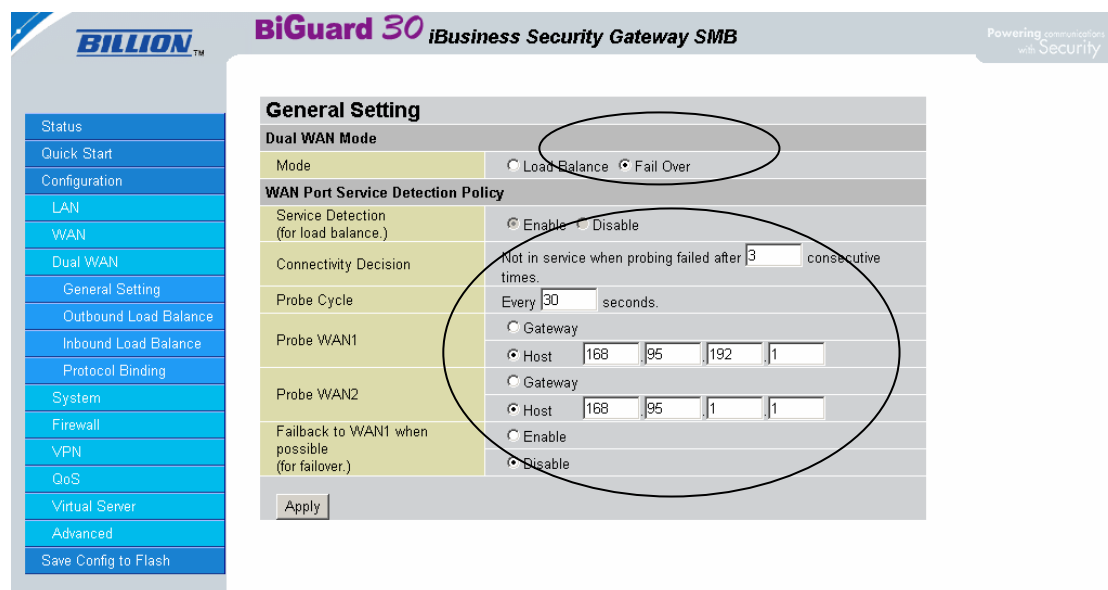 BILLION TM
BiGuard 30 iBusiness Security Gateway SMB
Powering communications
with Security
Status
Quick Start
Configuration
LAN
WAN
Dual WAN
General Setting
Outbound Load Balance
Inbound Load Balance
Protocol Binding
System
Firewall
VPN
QoS
Virtual Server
Advanced
Save Config to Flash
General Setting
Dual WAN Mode
Mode Load Balance Fail Over
WAN Port Service Detection Policy
Service Detection
(for load balance.) Enable Disable
Connectivity Decision Not in service when probing failed after 3 consecutive
times.
Probe Cycle Every 30 seconds.
Probe WAN1 Gateway
Host 168 .95 .192 .1
Probe WAN2 Gateway
Host 168 .95 .1 .1
Failback to WAN1 when
possible
(for failover.) Enable
Disable
Apply